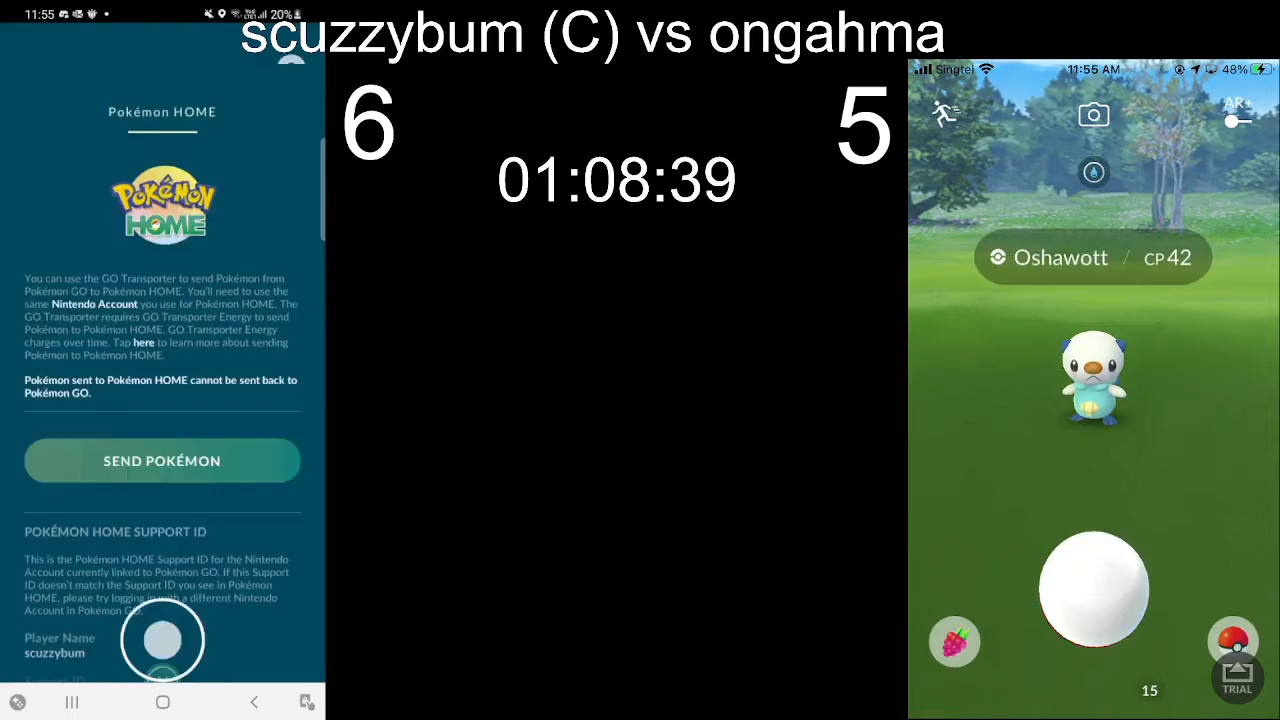 scuzzybum (C) vs ongahma
6
5
01:08:39
11:55
20%
Pokémon HOME
POKéMON
HOME
You can use the GO Transporter to send Pokémon from
Pokémon GO to Pokémon HOME. You'll need to use the
same Nintendo Account you use for Pokémon HOME. The
GO Transporter requires GO Transporter Energy to send
Pokémon to Pokémon HOME. GO Transporter Energy
charges over time. Tap here to learn more about sending
Pokémon to Pokémon HOME.
Pokémon sent to Pokémon HOME cannot be sent back to
Pokémon GO.
SEND POKÉMON
POKÉMON HOME SUPPORT ID
This is the Pokémon HOME Support ID for the Nintendo
Account currently linked to Pokémon GO. If this Support
ID doesn't match the Support ID you see in Pokémon
HOME, please try logging in with a different Nintendo
Account in Pokémon GO.
Player Name
scuzzybum
Support ID
Singtel
11:55 AM
48%
AR+
Oshawott / CP42
15
TRIAL